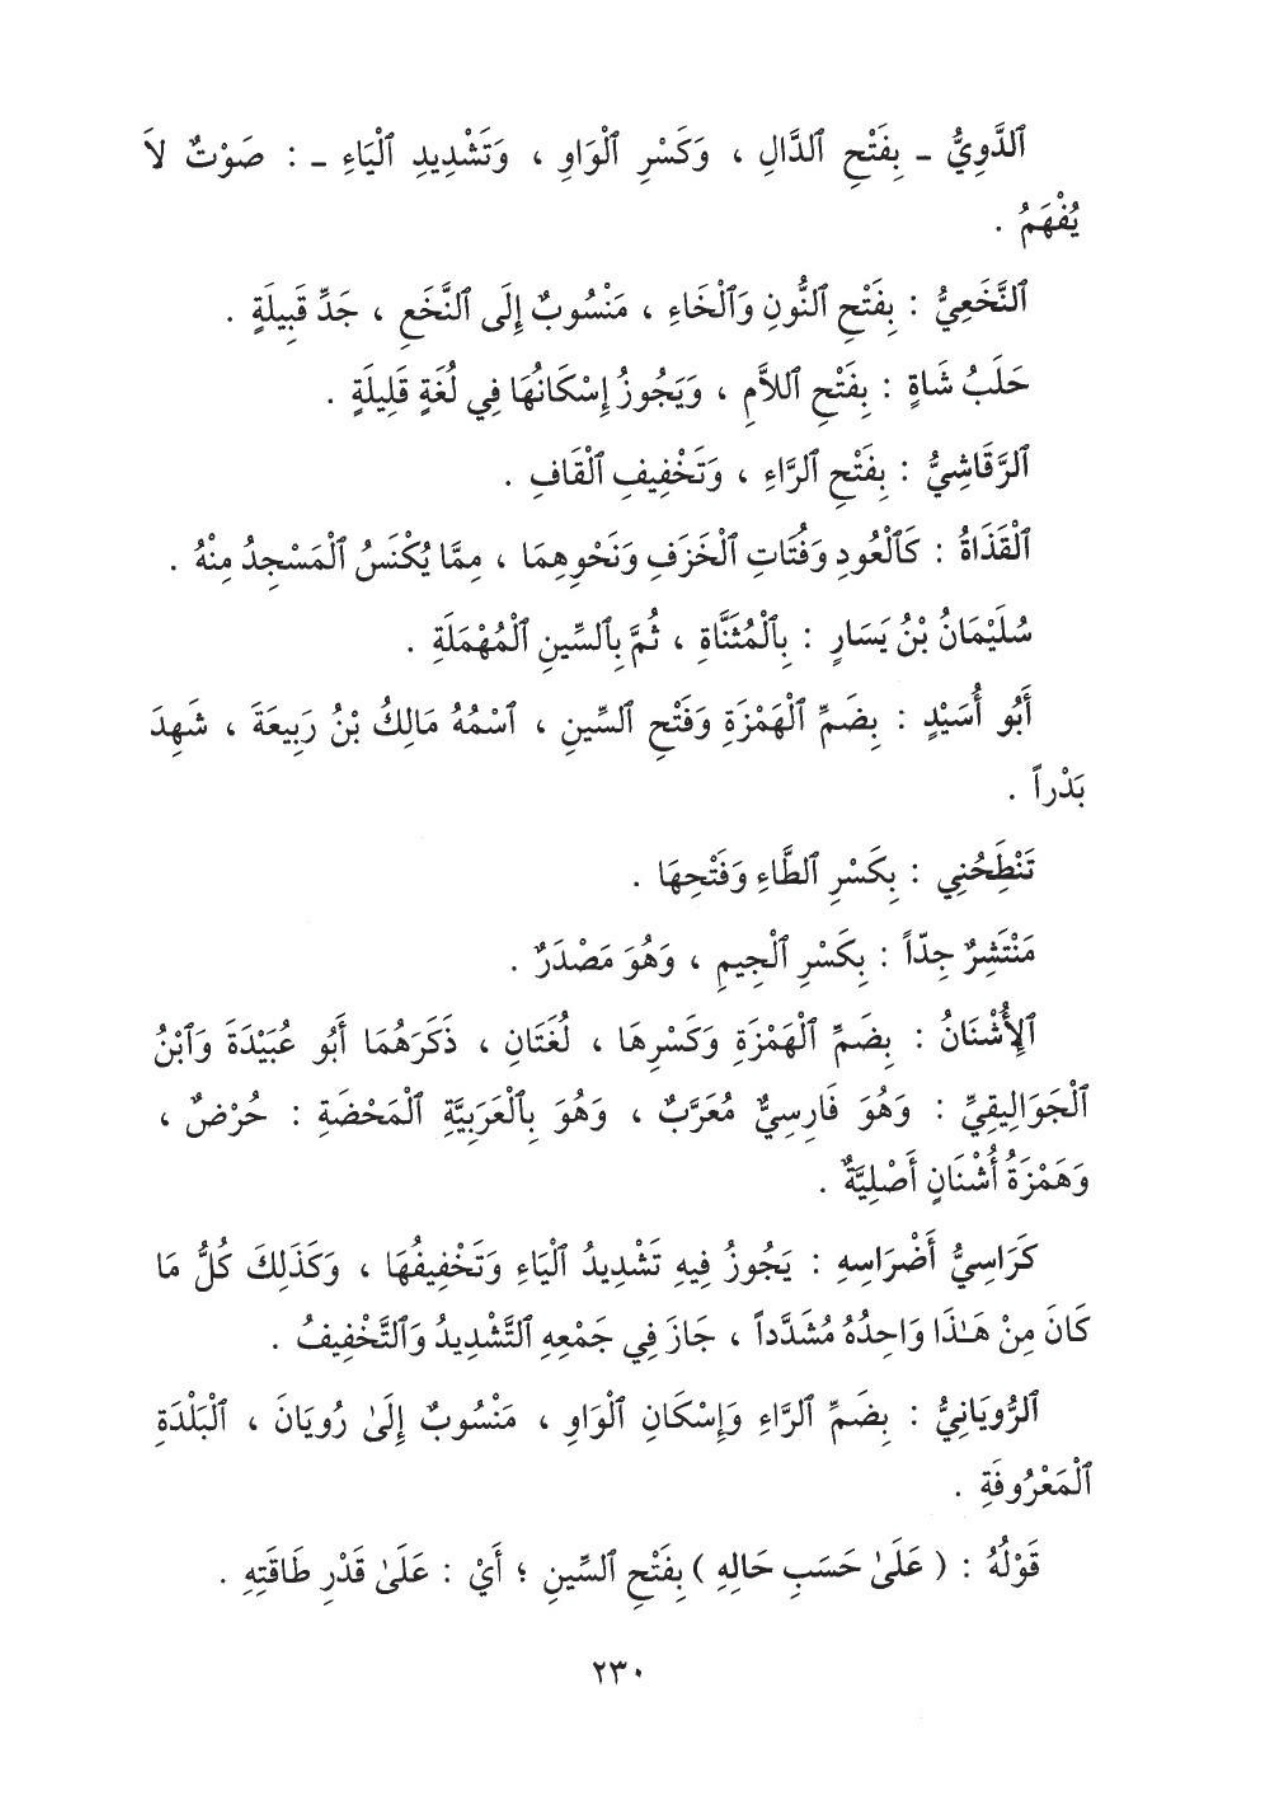 ٱلدَّوِيُّ ـ بِفَتْحِ ٱلدَّالِ ، وَكَسْرِ ٱلْوَاوِ ، وَتَشْدِيدِ ٱلْيَاءِ ـ : صَوْتٌ لاَ
يُفْهَمُ .
ٱلنَّخَعِيُّ : بِفَتْحِ ٱلنُّونِ وَٱلْخَاءِ ، مَنْسُوبٌ إِلَى ٱلنَّخَعِ ، جَدِّ قَبِيلَةٍ .
حَلَبُ شَاةٍ : بِفَتْحِ ٱللاَّمِ ، وَيَجُوزُ إِسْكَانُهَا فِي لُغَةٍ قَلِيلَةٍ .
ٱلرَّقَاشِيُّ : بِفَتْحِ ٱلرَّاءِ ، وَتَخْفِيفِ ٱلْقَافِ .
ٱلْقَذَاةُ : كَٱلْعُودِ وَفُتَاتِ ٱلْخَزَفِ وَنَحْوِهِمَا ، مِمَّا يُكْنَسُ ٱلْمَسْجِدُ مِنْهُ .
سُلَيْمَانُ بْنُ يَسَارٍ : بِٱلْمُثَنَّاةِ ، ثُمَّ بِٱلسِّينِ ٱلْمُهْمَلَةِ .
أَبُو أُسَيْدٍ : بِضَمِّ ٱلْهَمْزَةِ وَفَتْحِ ٱلسِّينِ ، ٱسْمُهُ مَالِكُ بْنُ رَبِيعَةَ ، شَهِدَ
بَدْراً .
تَنْطَِحُنِي : بِكَسْرِ ٱلطَّاءِ وَفَتْحِهَا .
مَنْتَشِرٌ جِدّاً : بِكَسْرِ ٱلْجِيمِ ، وَهُوَ مَصْدَرٌ .
ٱلإُِشْنَانُ : بِضَمِّ ٱلْهَمْزَةِ وَكَسْرِهَا ، لُغَتَانِ ، ذَكَرَهُمَا أَبُو عُبَيْدَةَ وَٱبْنُ
ٱلْجَوَالِيقِيِّ : وَهُوَ فَارِسِيٌّ مُعَرَّبٌ ، وَهُوَ بِٱلْعَرَبِيَّةِ ٱلْمَحْضَةِ : حُرْضٌ ،
وَهَمْزَةُ أُشْنَانٍ أَصْلِيَّةٌ .
كَرَاسِيُّ أَضْرَاسِهِ : يَجُوزُ فِيهِ تَشْدِيدُ ٱلْيَاءِ وَتَخْفِيفُهَا ، وَكَذَلِكَ كُلُّ مَا
كَانَ مِنْ هَـٰذَا وَاحِدُهُ مُشَدَّداً ، جَازَ فِي جَمْعِهِ ٱلتَّشْدِيدُ وَٱلتَّخْفِيفُ .
ٱلرُّويَانِيُّ : بِضَمِّ ٱلرَّاءِ وَإِسْكَانِ ٱلْوَاوِ ، مَنْسُوبٌ إِلَىٰ رُويَانَ ، ٱلْبَلْدَةِ
ٱلْمَعْرُوفَةِ .
قَوْلُهُ : ( عَلَىٰ حَسَبِ حَالِهِ ) بِفَتْحِ ٱلسِّينِ ؛ أَيْ : عَلَىٰ قَدْرِ طَاقَتِهِ .
٢٣٠